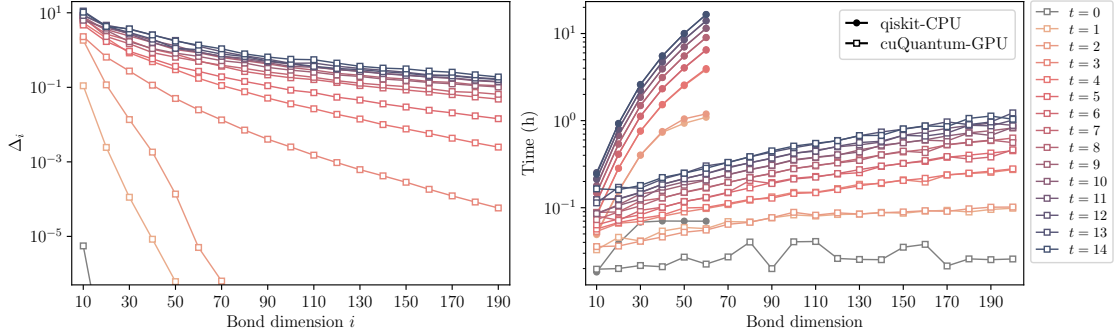 10^1
10^-1
10^-3
10^-5
Δ_i
10 30 50 70 90 110 130 150 170 190
Bond dimension i
10^1
10^0
10^-1
Time (h)
10 30 50 70 90 110 130 150 170 190
Bond dimension
qiskit-CPU
cuQuantum-GPU
t = 0
t = 1
t = 2
t = 3
t = 4
t = 5
t = 6
t = 7
t = 8
t = 9
t = 10
t = 11
t = 12
t = 13
t = 14